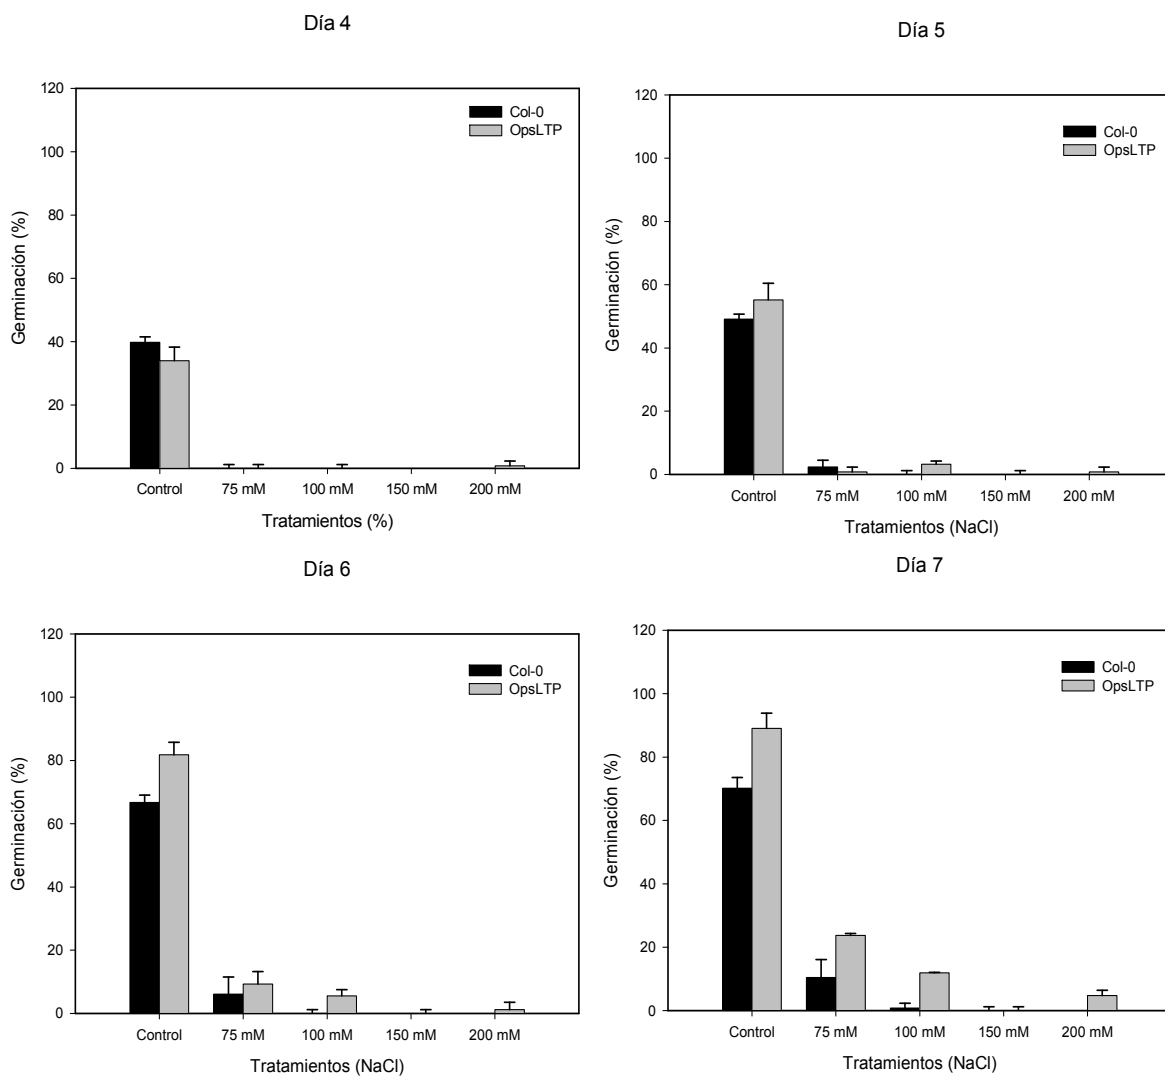 Día 4
120
100
80
60
40
20
0
Germinación (%)
Col-0
OpsLTP
Control 75 mM 100 mM 150 mM 200 mM
Tratamientos (%)
Día 5
120
100
80
60
40
20
0
Germinación (%)
Col-0
OpsLTP
Control 75 mM 100 mM 150 mM 200 mM
Tratamientos (NaCl)
Día 6
120
100
80
60
40
20
0
Germinación (%)
Col-0
OpsLTP
Control 75 mM 100 mM 150 mM 200 mM
Tratamientos (NaCl)
Día 7
120
100
80
60
40
20
0
Germinación (%)
Col-0
OpsLTP
Control 75 mM 100 mM 150 mM 200 mM
Tratamientos (NaCl)